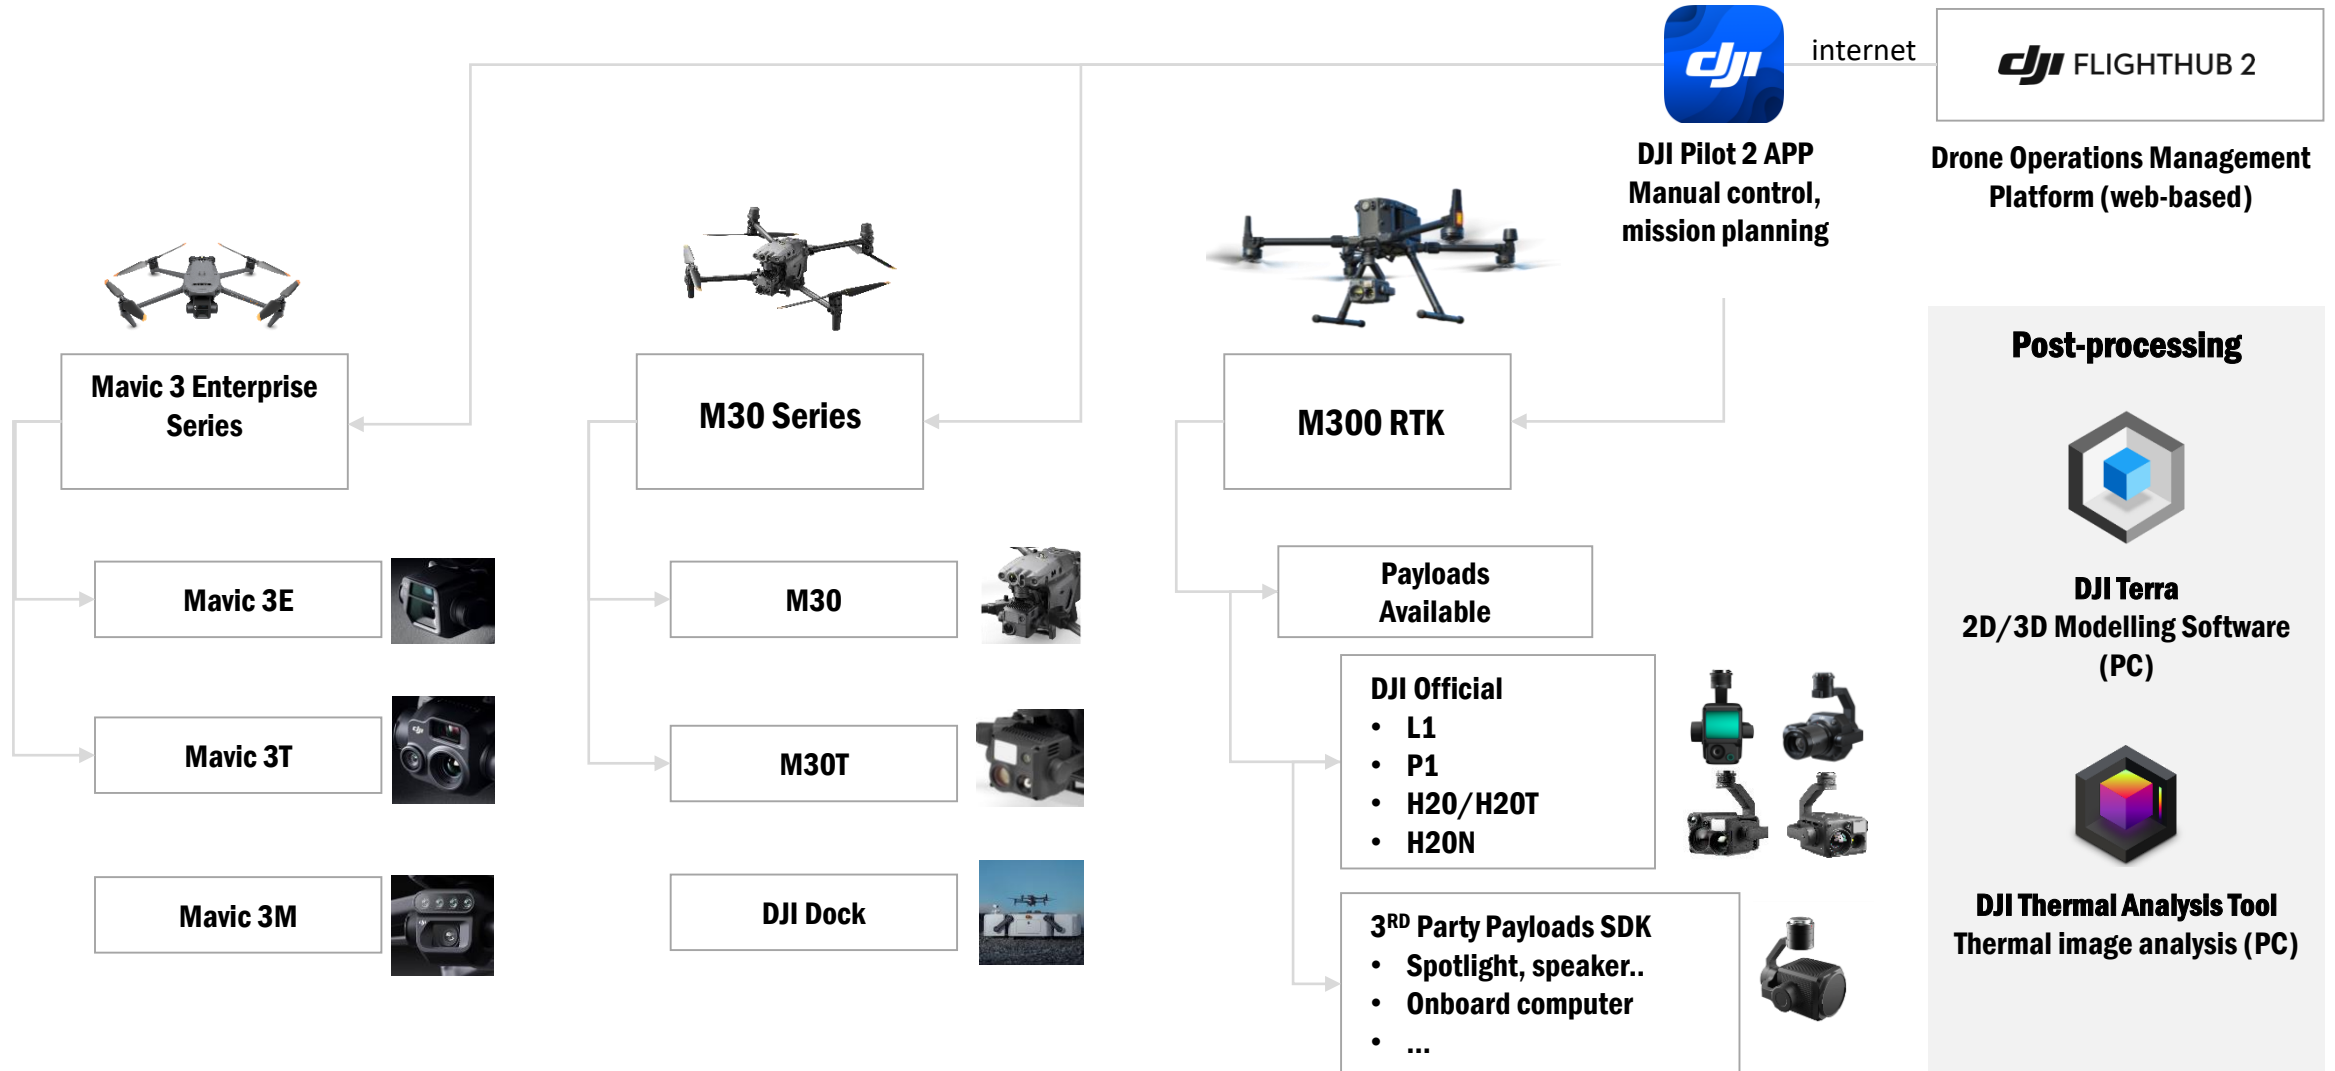 dji
internet
dji FLIGHTHUB 2
DJI Pilot 2 APP
Manual control,
mission planning
Drone Operations Management
Platform (web-based)
Mavic 3 Enterprise
Series
Mavic 3E
Mavic 3T
Mavic 3M
M30 Series
M30
M30T
DJI Dock
M300 RTK
Payloads
Available
DJI Official
• L1
• P1
• H20/H20T
• H20N
3RD Party Payloads SDK
• Spotlight, speaker..
• Onboard computer
• ...
Post-processing
DJI Terra
2D/3D Modelling Software
(PC)
DJI Thermal Analysis Tool
Thermal image analysis (PC)